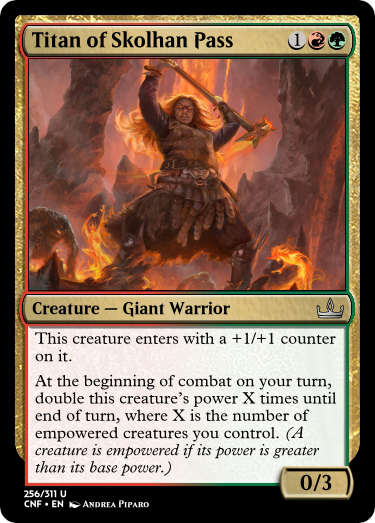 Titan of Skolhan Pass 1
Creature — Giant Warrior
This creature enters with a +1/+1 counter
on it.
At the beginning of combat on your turn,
double this creature's power X times until
end of turn, where X is the number of
empowered creatures you control. (A
creature is empowered if its power is greater
than its base power.)
0/3
256/311 U
CNF • EN Andrea Piparo